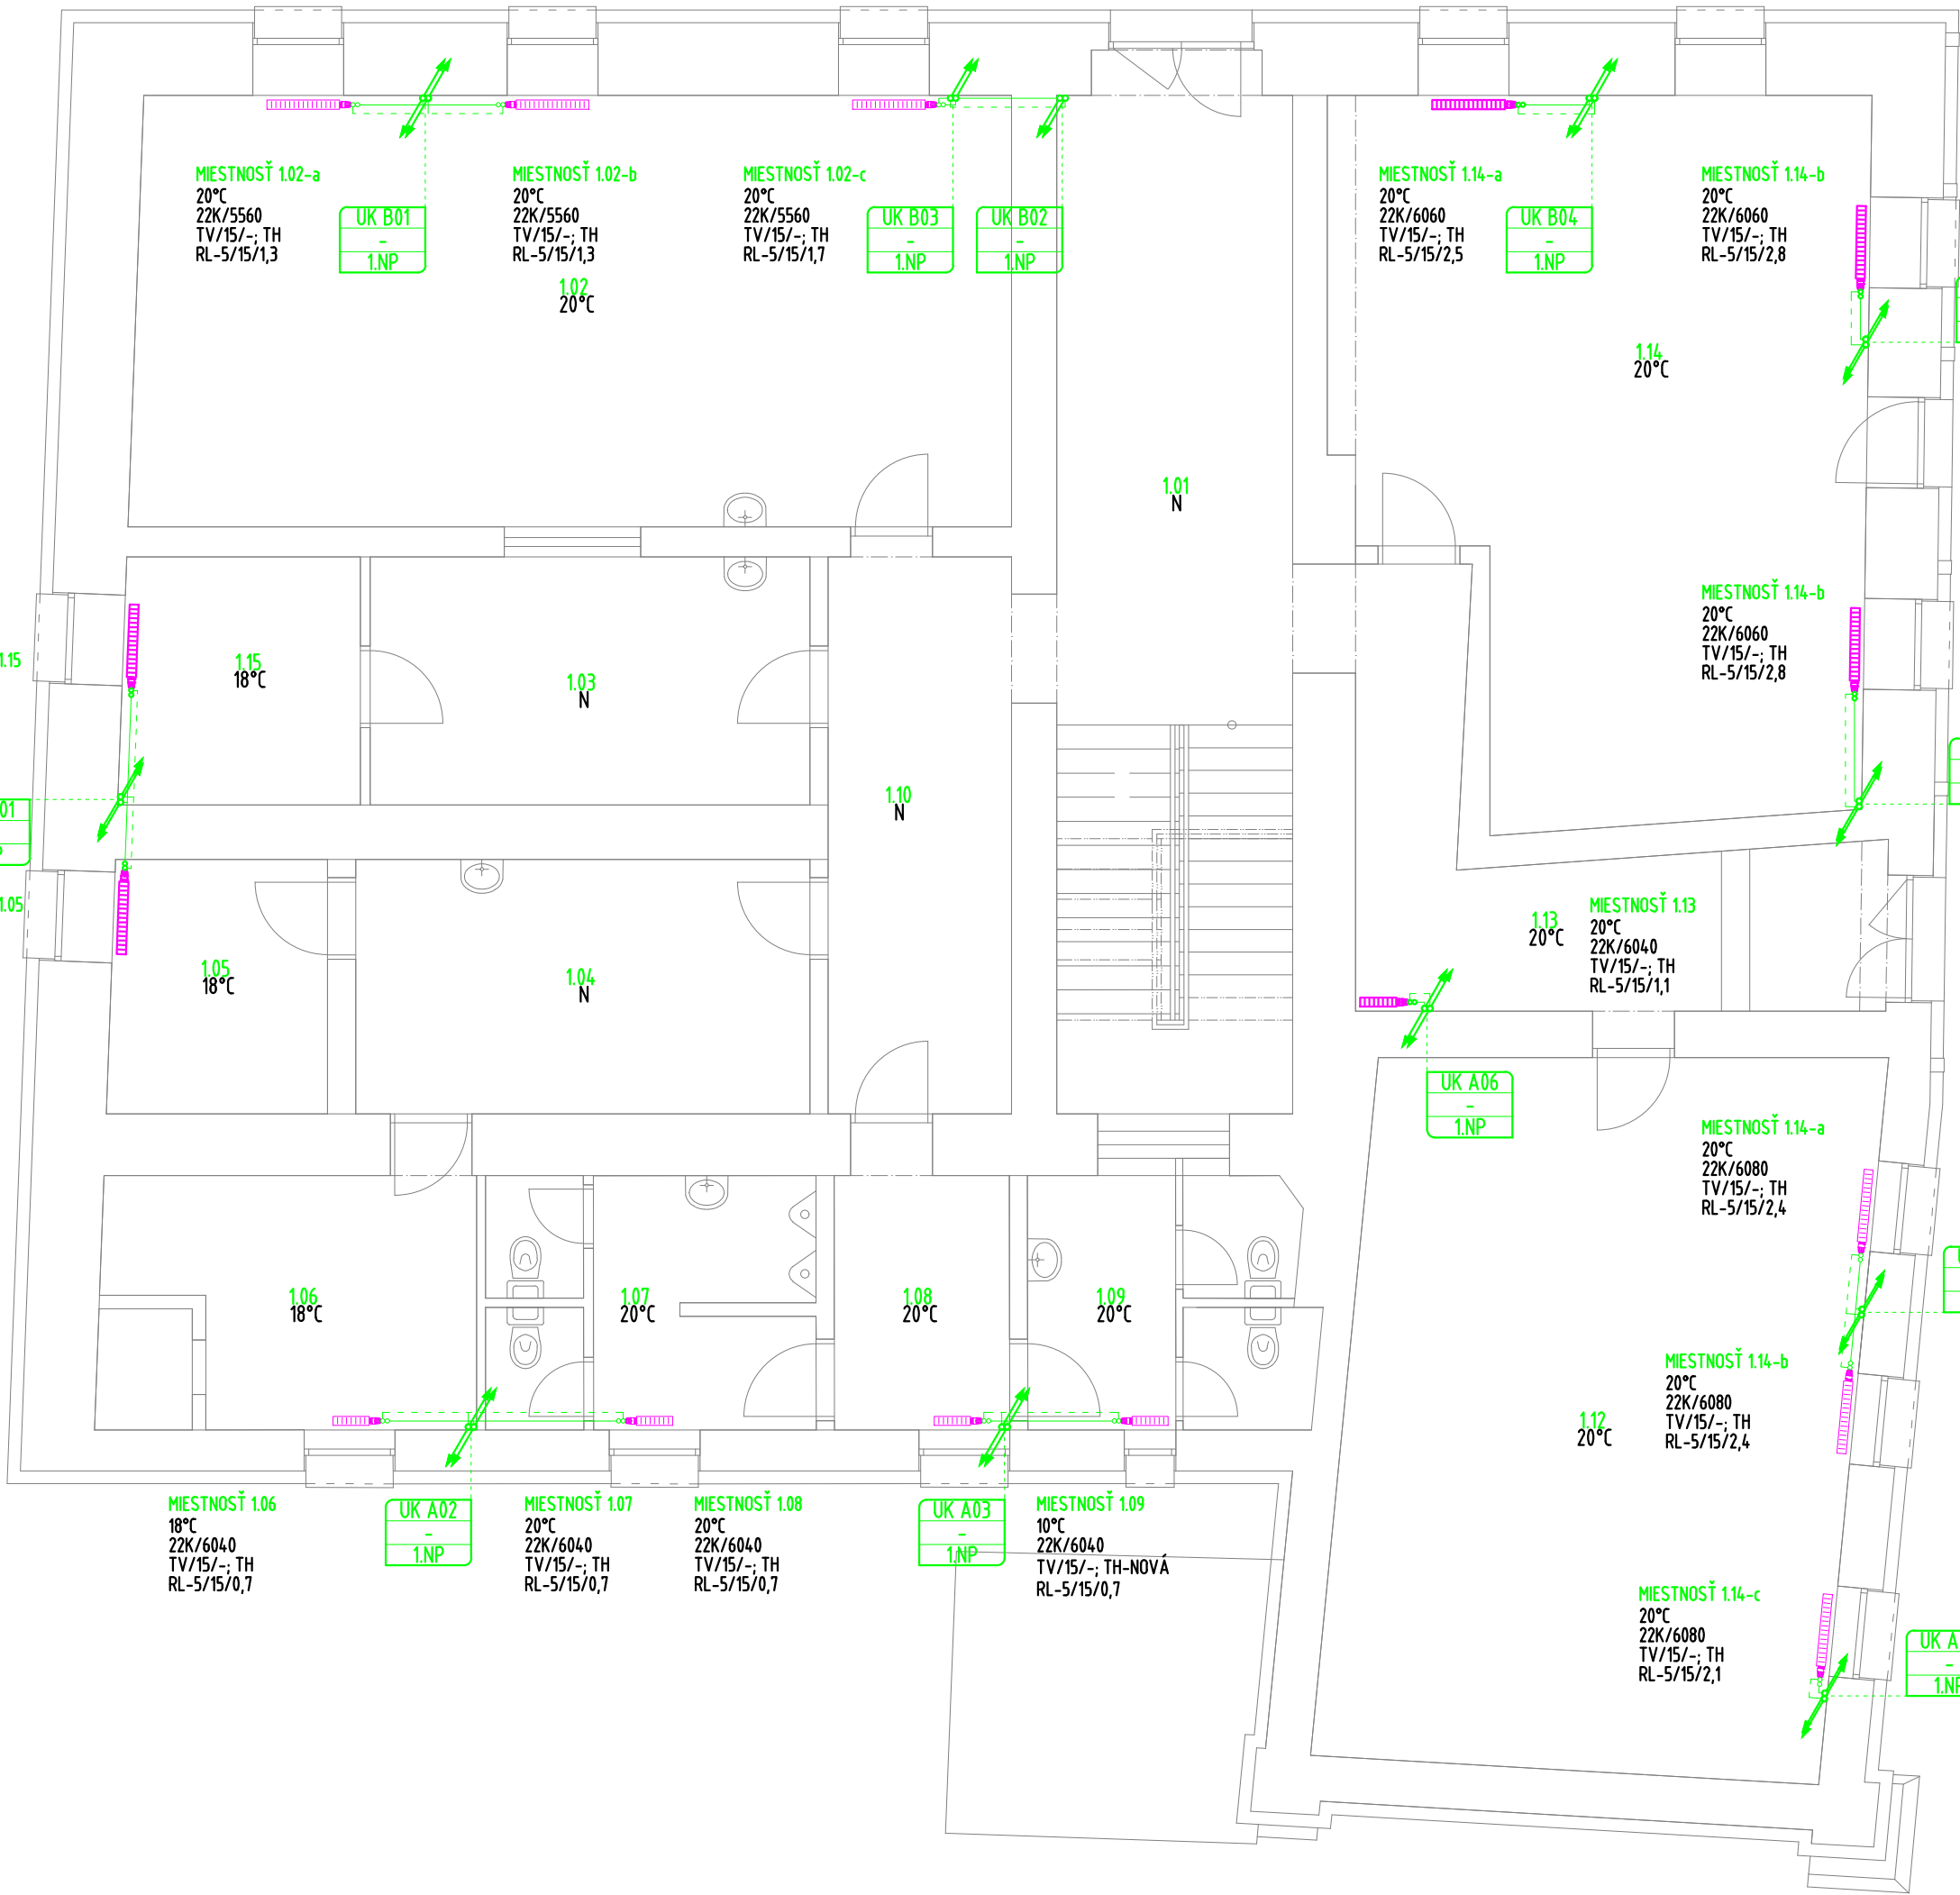 MIESTNOSŤ 1.02-a
20°C
22K/5560
TV/15/-; TH
RL-5/15/1,3
UK B01
-
1.NP
MIESTNOSŤ 1.02-b
20°C
22K/5560
TV/15/-; TH
RL-5/15/1,3
1.02
20°C
MIESTNOSŤ 1.02-c
20°C
22K/5560
TV/15/-; TH
RL-5/15/1,7
UK B03
-
1.NP
UK B02
-
1.NP
MIESTNOSŤ 1.14-a
20°C
22K/6060
TV/15/-; TH
RL-5/15/2,5
UK B04
-
1.NP
MIESTNOSŤ 1.14-b
20°C
22K/6060
TV/15/-; TH
RL-5/15/2,8
1.14
20°C
1.01
N
MIESTNOSŤ 1.14-b
20°C
22K/6060
TV/15/-; TH
RL-5/15/2,8
1.15
1.15
18°C
1.03
N
1.10
N
01
1.05
1.05
18°C
1.04
N
1.13
20°C
MIESTNOSŤ 1.13
20°C
22K/6040
TV/15/-; TH
RL-5/15/1,1
UK A06
-
1.NP
MIESTNOSŤ 1.14-a
20°C
22K/6080
TV/15/-; TH
RL-5/15/2,4
1.06
18°C
1.07
20°C
1.08
20°C
1.09
20°C
MIESTNOSŤ 1.14-b
20°C
22K/6080
TV/15/-; TH
RL-5/15/2,4
1.12
20°C
MIESTNOSŤ 1.06
18°C
22K/6040
TV/15/-; TH
RL-5/15/0,7
UK A02
-
1.NP
MIESTNOSŤ 1.07
20°C
22K/6040
TV/15/-; TH
RL-5/15/0,7
MIESTNOSŤ 1.08
20°C
22K/6040
TV/15/-; TH
RL-5/15/0,7
UK A03
-
1.NP
MIESTNOSŤ 1.09
10°C
22K/6040
TV/15/-; TH-NOVÁ
RL-5/15/0,7
MIESTNOSŤ 1.14-c
20°C
22K/6080
TV/15/-; TH
RL-5/15/2,1
UK A
-
1.NP